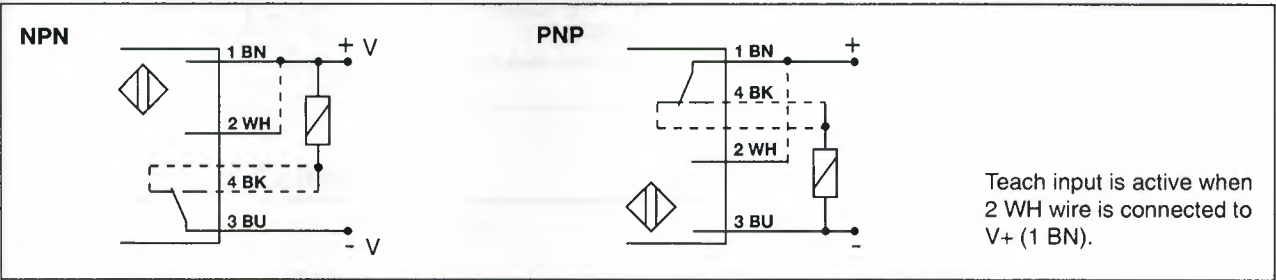 NPN
1 BN
+ V
2 WH
4 BK
3 BU
- V
PNP
1 BN
+
4 BK
2 WH
3 BU
-
Teach input is active when
2 WH wire is connected to
V+ (1 BN).